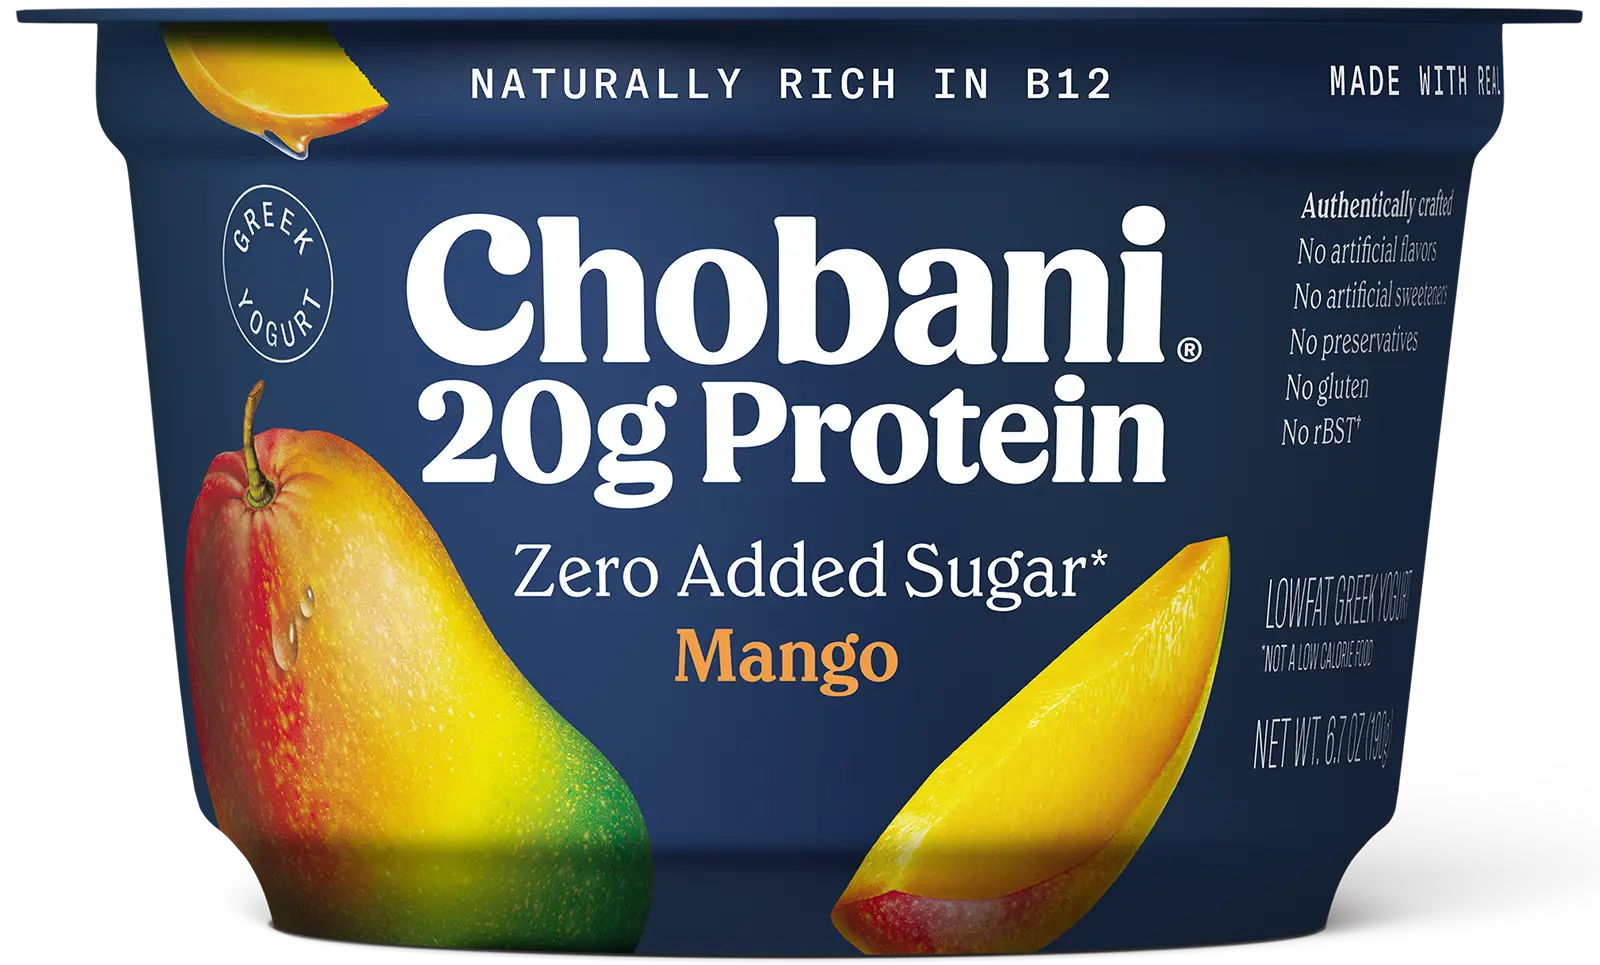 NATURALLY RICH IN B12
MADE WITH REAL
GREEK
YOGURT
Chobani®
20g Protein
Zero Added Sugar*
Mango
Authentically crafted
No artificial flavors
No artificial sweeteners
No preservatives
No gluten
No rBST†
LOWFAT GREEK YOGURT
*NOT A LOW CALORIE FOOD
NET WT. 6.7 OZ (190g)